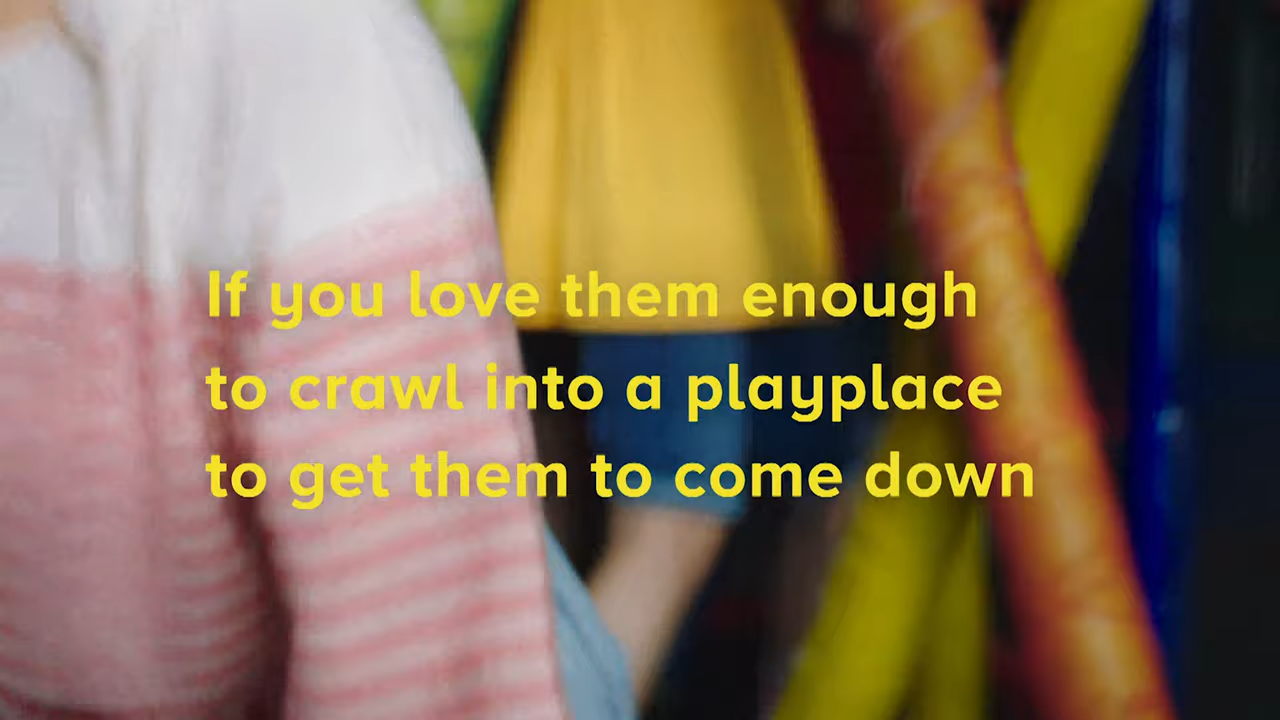 If you love them enough
to crawl into a playplace
to get them to come down